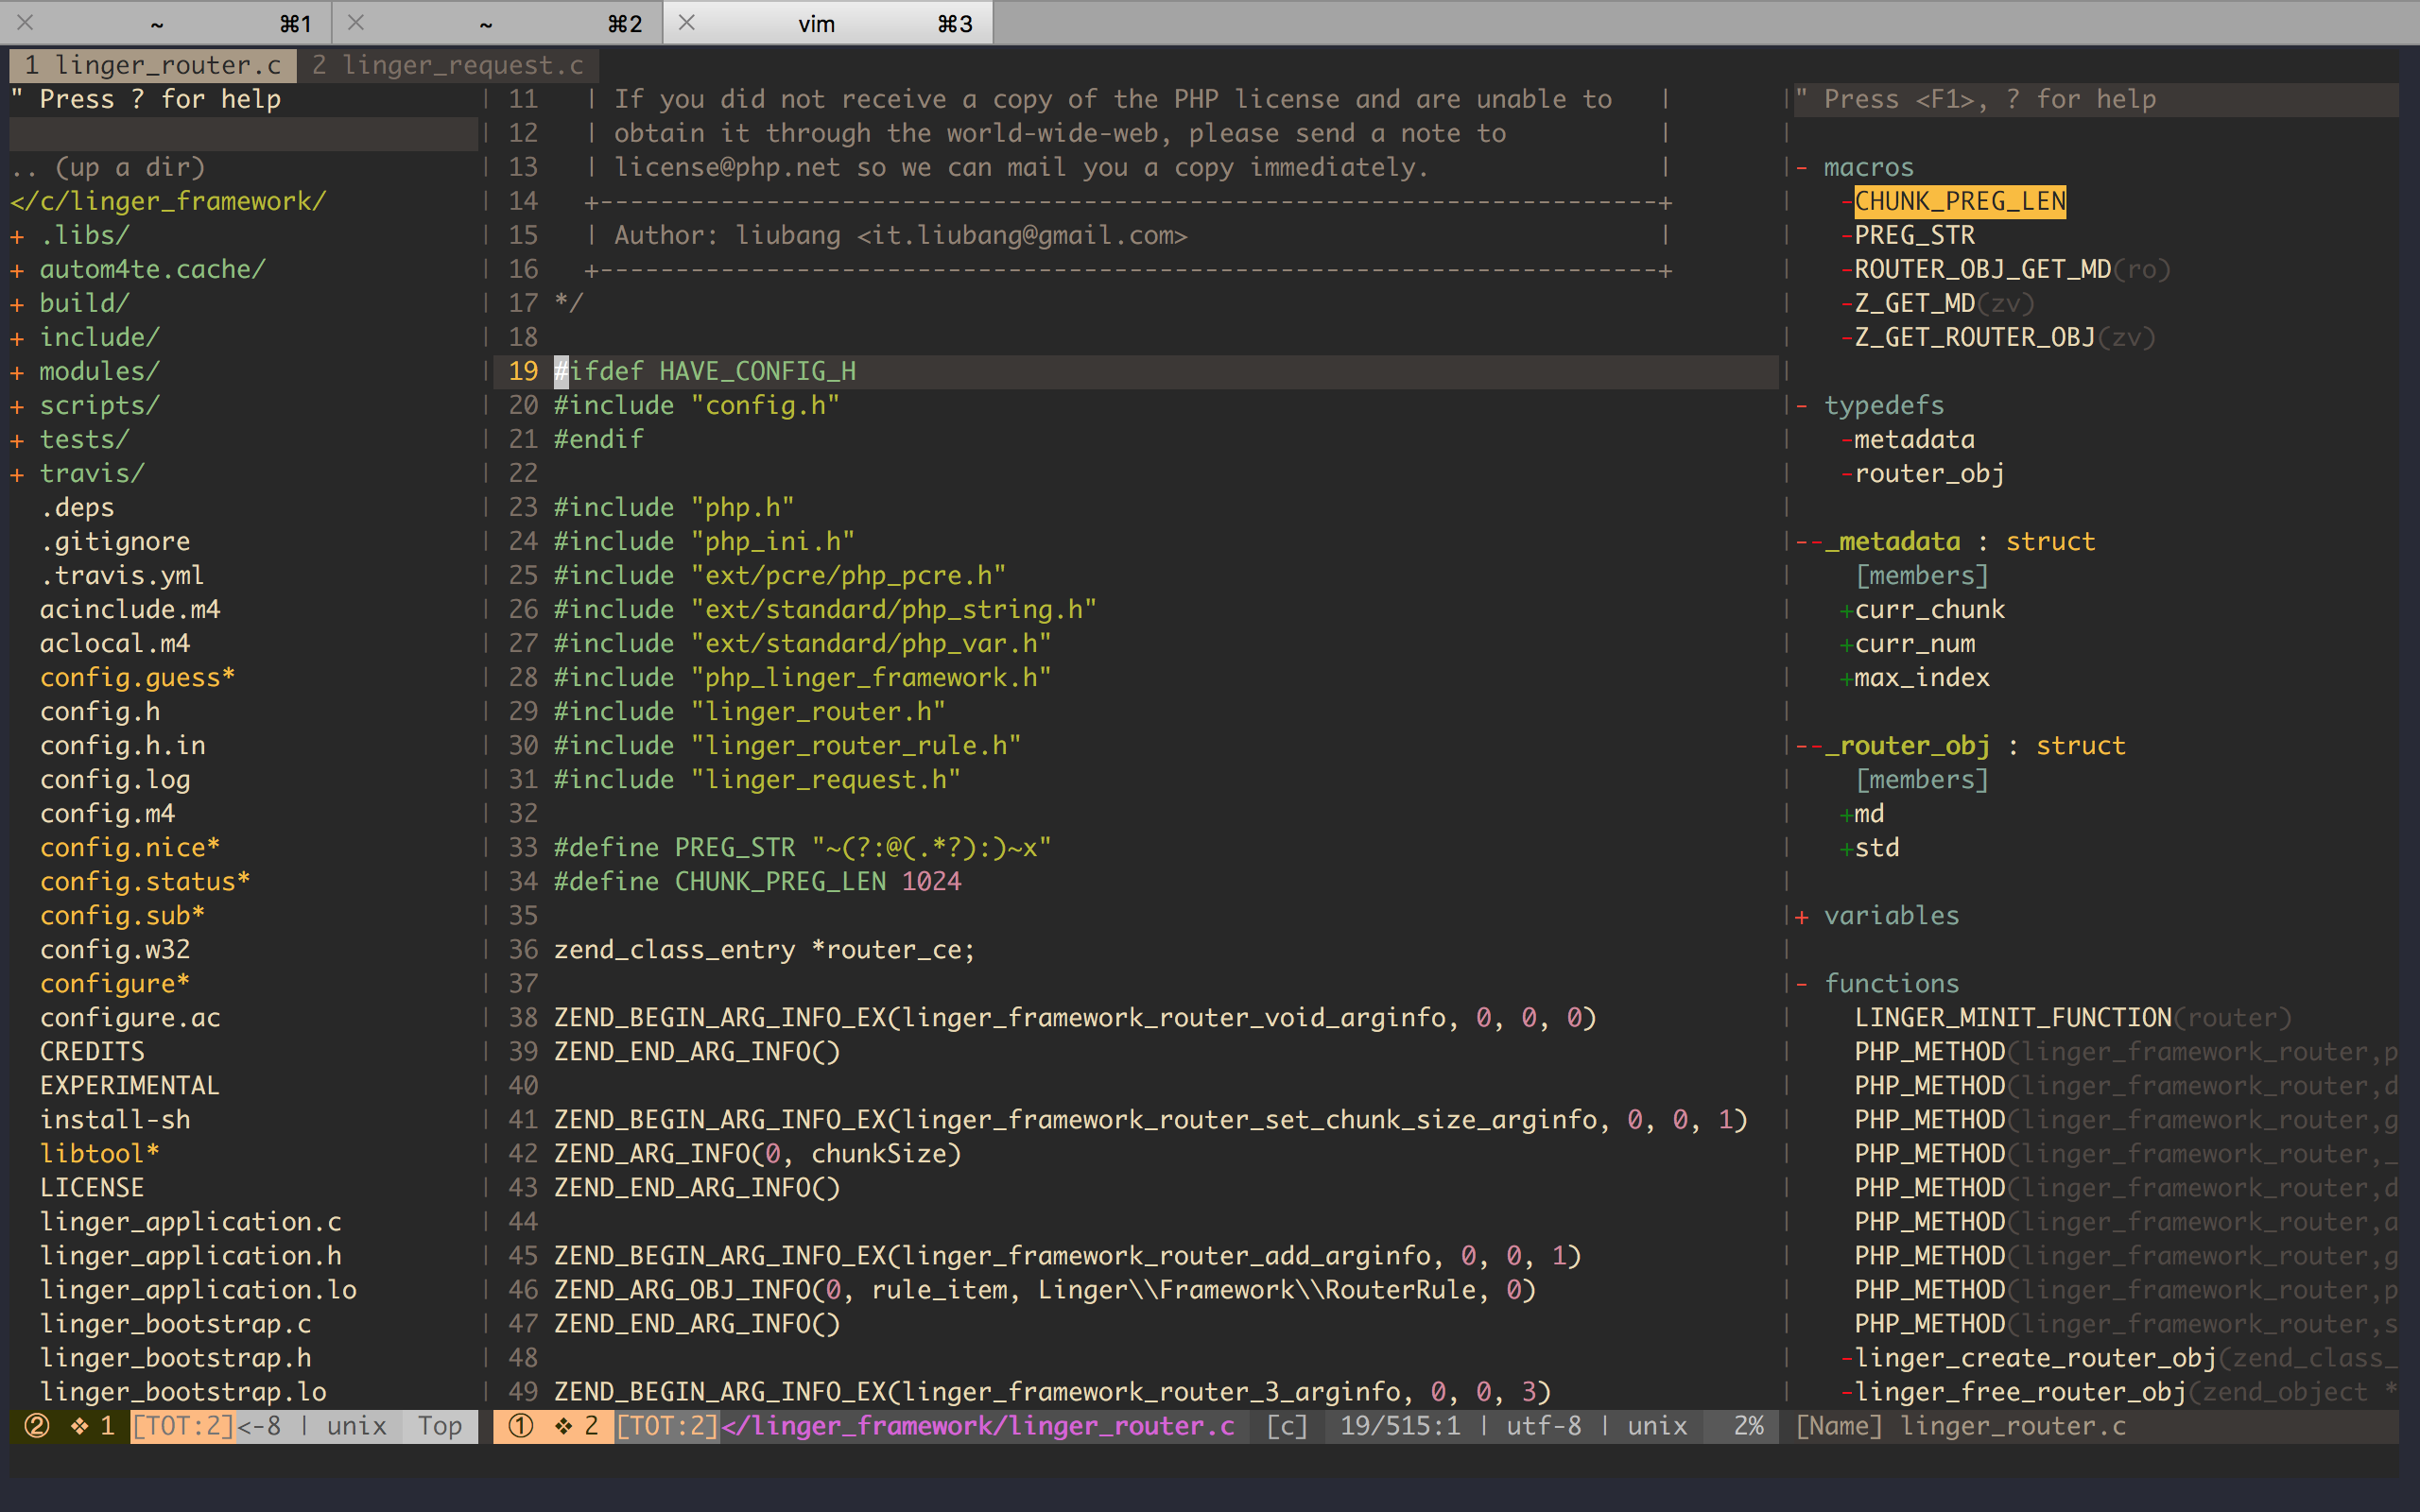 ~ ⌘1 ~ ⌘2 vim ⌘3
1 linger_router.c 2 linger_request.c
" Press ? for help
.. (up a dir)
</c/linger_framework/
+ .libs/
+ autom4te.cache/
+ build/
+ include/
+ modules/
+ scripts/
+ tests/
+ travis/
.deps
.gitignore
.travis.yml
acinclude.m4
aclocal.m4
config.guess*
config.h
config.h.in
config.log
config.m4
config.nice*
config.status*
config.sub*
config.w32
configure*
configure.ac
CREDITS
EXPERIMENTAL
install-sh
libtool*
LICENSE
linger_application.c
linger_application.h
linger_application.lo
linger_bootstrap.c
linger_bootstrap.h
linger_bootstrap.lo
11 | If you did not receive a copy of the PHP license and are unable to |
12 | obtain it through the world-wide-web, please send a note to |
13 | license@php.net so we can mail you a copy immediately. |
14 +----------------------------------------------------------------------+
15 | Author: liubang <it.liubang@gmail.com> |
16 +----------------------------------------------------------------------+
17 */
18
19 #ifdef HAVE_CONFIG_H
20 #include "config.h"
21 #endif
22
23 #include "php.h"
24 #include "php_ini.h"
25 #include "ext/pcre/php_pcre.h"
26 #include "ext/standard/php_string.h"
27 #include "ext/standard/php_var.h"
28 #include "php_linger_framework.h"
29 #include "linger_router.h"
30 #include "linger_router_rule.h"
31 #include "linger_request.h"
32
33 #define PREG_STR "~(?:@(.*?):)~x"
34 #define CHUNK_PREG_LEN 1024
35
36 zend_class_entry *router_ce;
37
38 ZEND_BEGIN_ARG_INFO_EX(linger_framework_router_void_arginfo, 0, 0, 0)
39 ZEND_END_ARG_INFO()
40
41 ZEND_BEGIN_ARG_INFO_EX(linger_framework_router_set_chunk_size_arginfo, 0, 0, 1)
42 ZEND_ARG_INFO(0, chunkSize)
43 ZEND_END_ARG_INFO()
44
45 ZEND_BEGIN_ARG_INFO_EX(linger_framework_router_add_arginfo, 0, 0, 1)
46 ZEND_ARG_OBJ_INFO(0, rule_item, Linger\\Framework\\RouterRule, 0)
47 ZEND_END_ARG_INFO()
48
49 ZEND_BEGIN_ARG_INFO_EX(linger_framework_router_3_arginfo, 0, 0, 3)
" Press <F1>, ? for help
- macros
-CHUNK_PREG_LEN
-PREG_STR
-ROUTER_OBJ_GET_MD(ro)
-Z_GET_MD(zv)
-Z_GET_ROUTER_OBJ(zv)
- typedefs
-metadata
-router_obj
--_metadata : struct
[members]
+curr_chunk
+curr_num
+max_index
--_router_obj : struct
[members]
+md
+std
+ variables
- functions
LINGER_MINIT_FUNCTION(router)
PHP_METHOD(linger_framework_router,p
PHP_METHOD(linger_framework_router,d
PHP_METHOD(linger_framework_router,g
PHP_METHOD(linger_framework_router,_
PHP_METHOD(linger_framework_router,d
PHP_METHOD(linger_framework_router,a
PHP_METHOD(linger_framework_router,g
PHP_METHOD(linger_framework_router,p
PHP_METHOD(linger_framework_router,s
-linger_create_router_obj(zend_class_
-linger_free_router_obj(zend_object *
② ❖ 1 [TOT:2]<-8 | unix Top ① ❖ 2 [TOT:2]</linger_framework/linger_router.c [c] 19/515:1 | utf-8 | unix 2% [Name] linger_router.c